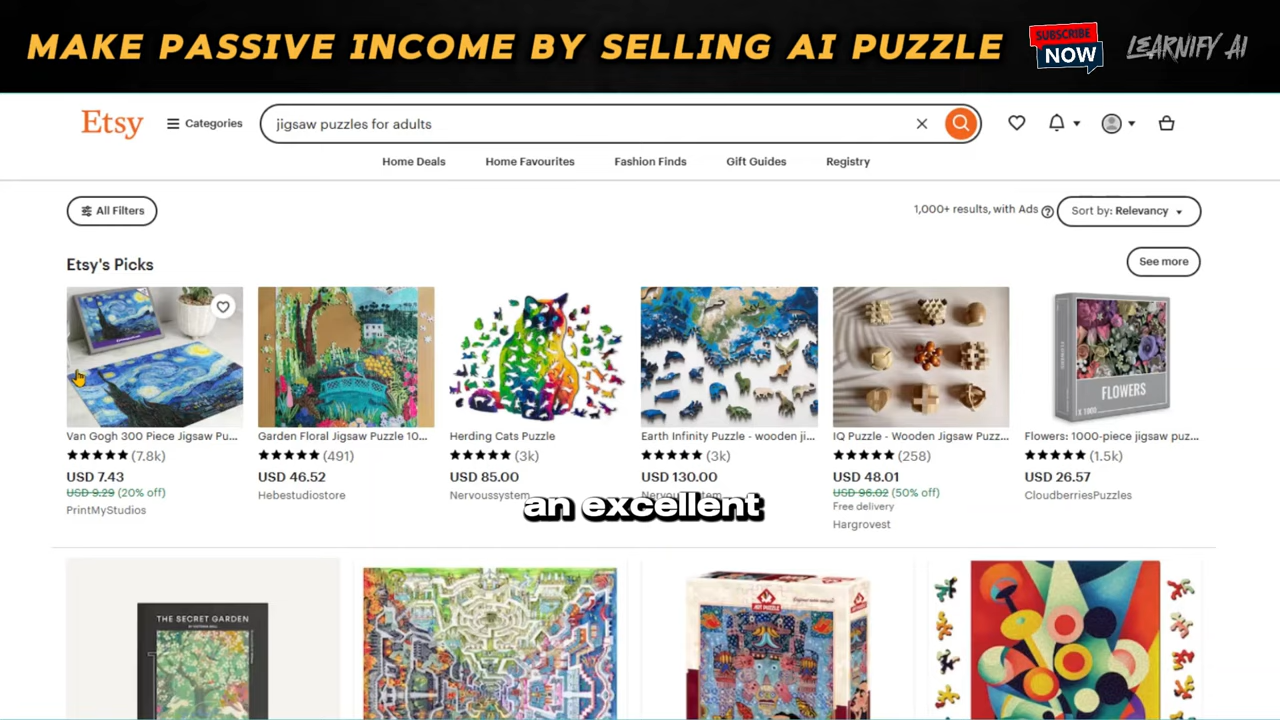 MAKE PASSIVE INCOME BY SELLING AI PUZZLE
SUBSCRIBE
NOW
LEARNIFY AI
Etsy
Categories
jigsaw puzzles for adults
Home Deals
Home Favourites
Fashion Finds
Gift Guides
Registry
All Filters
1,000+ results, with Ads ?
Sort by: Relevancy
Etsy's Picks
See more
FLOWERS
Van Gogh 300 Piece Jigsaw Pu...
(7.8k)
USD 7.43
USD 9.29 (20% off)
PrintMyStudios
Garden Floral Jigsaw Puzzle 10...
(491)
USD 46.52
Hebestudiostore
Herding Cats Puzzle
(3k)
USD 85.00
Nervoussystem
Earth Infinity Puzzle - wooden ji...
(3k)
USD 130.00
IQ Puzzle - Wooden Jigsaw Puzz...
(258)
USD 48.01
USD 96.02 (50% off)
Free delivery
Hargrovest
Flowers: 1000-piece jigsaw puz...
(1.5k)
USD 26.57
CloudberriesPuzzles
an excellent
THE SECRET GARDEN
ART PUZZLE